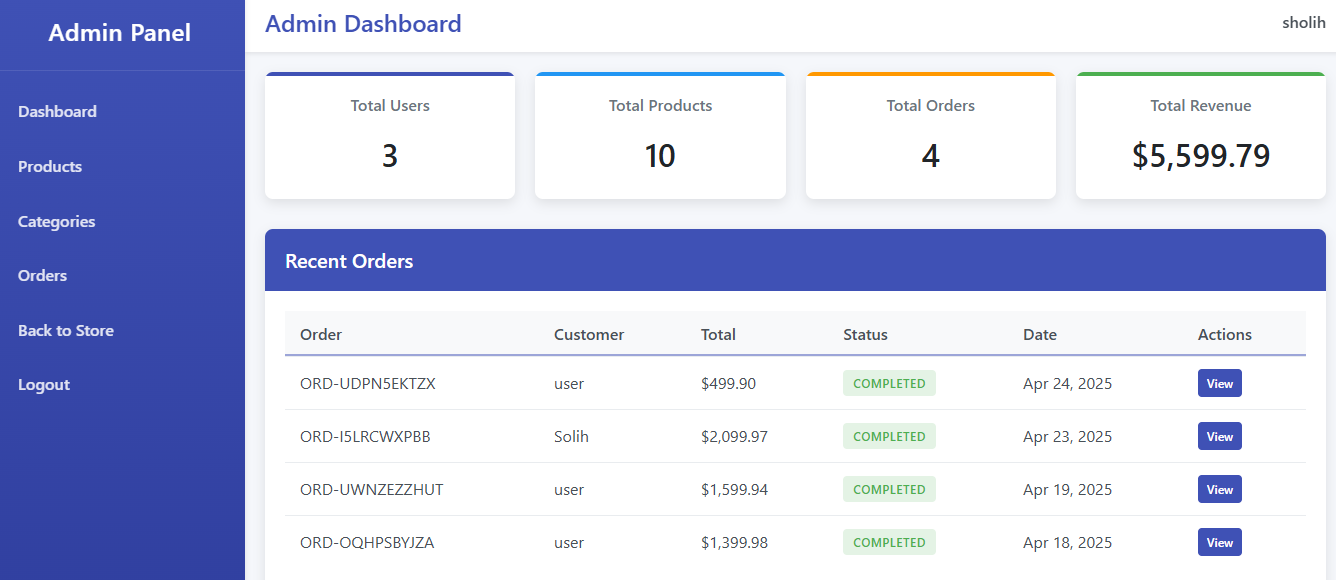 Admin Panel
Dashboard
Products
Categories
Orders
Back to Store
Logout
Admin Dashboard
sholih
Total Users
3
Total Products
10
Total Orders
4
Total Revenue
$5,599.79
Recent Orders
Order Customer Total Status Date Actions
ORD-UDPN5EKTZX user $499.90 COMPLETED Apr 24, 2025 View
ORD-I5LRCWXPBB Solih $2,099.97 COMPLETED Apr 23, 2025 View
ORD-UWNZEZZHUT user $1,599.94 COMPLETED Apr 19, 2025 View
ORD-OQHPSBYJZA user $1,399.98 COMPLETED Apr 18, 2025 View